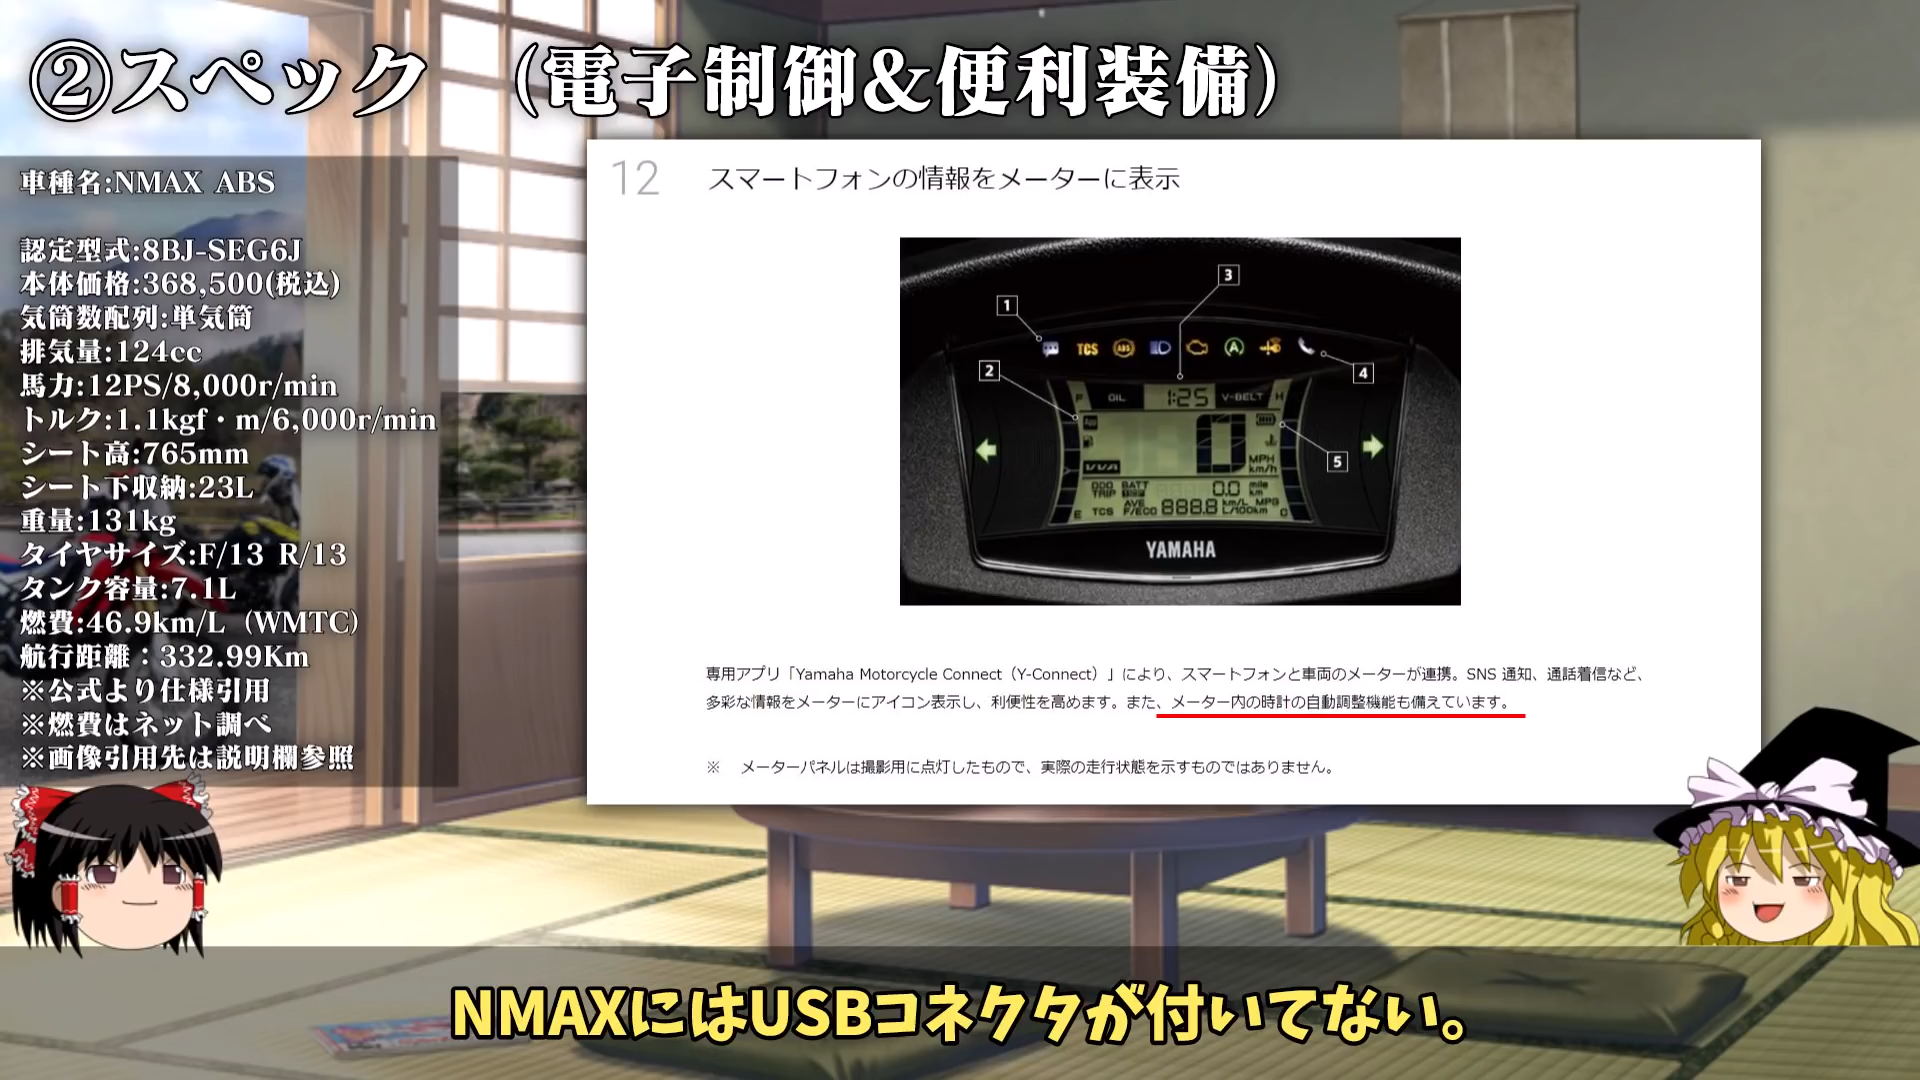 ②スペック　(電子制御&便利装備)
車種名:NMAX ABS
認定型式:8BJ-SEG6J
本体価格:368,500(税込)
気筒数配列:単気筒
排気量:124cc
馬力:12PS/8,000r/min
トルク:1.1kgf・m/6,000r/min
シート高:765mm
シート下収納:23L
重量:131kg
タイヤサイズ:F/13 R/13
タンク容量:7.1L
燃費:46.9km/L（WMTC）
航行距離：332.99Km
※公式より仕様引用
※燃費はネット調べ
※画像引用先は説明欄参照
12 スマートフォンの情報をメーターに表示
3
1
TCS ABS A
2
4
F OIL 1:25 V-BELT H
App
0
5
MPH
VVA km/h
ODO BATT 0.0 mile
TRIP km
E TCS AVE F/ECO 888.8 km/L MPG L/100km C
YAMAHA
専用アプリ「Yamaha Motorcycle Connect（Y-Connect）」により、スマートフォンと車両のメーターが連携。SNS 通知、通話着信など、
多彩な情報をメーターにアイコン表示し、利便性を高めます。また、メーター内の時計の自動調整機能も備えています。
※　メーターパネルは撮影用に点灯したもので、実際の走行状態を示すものではありません。
NMAXにはUSBコネクタが付いてない。